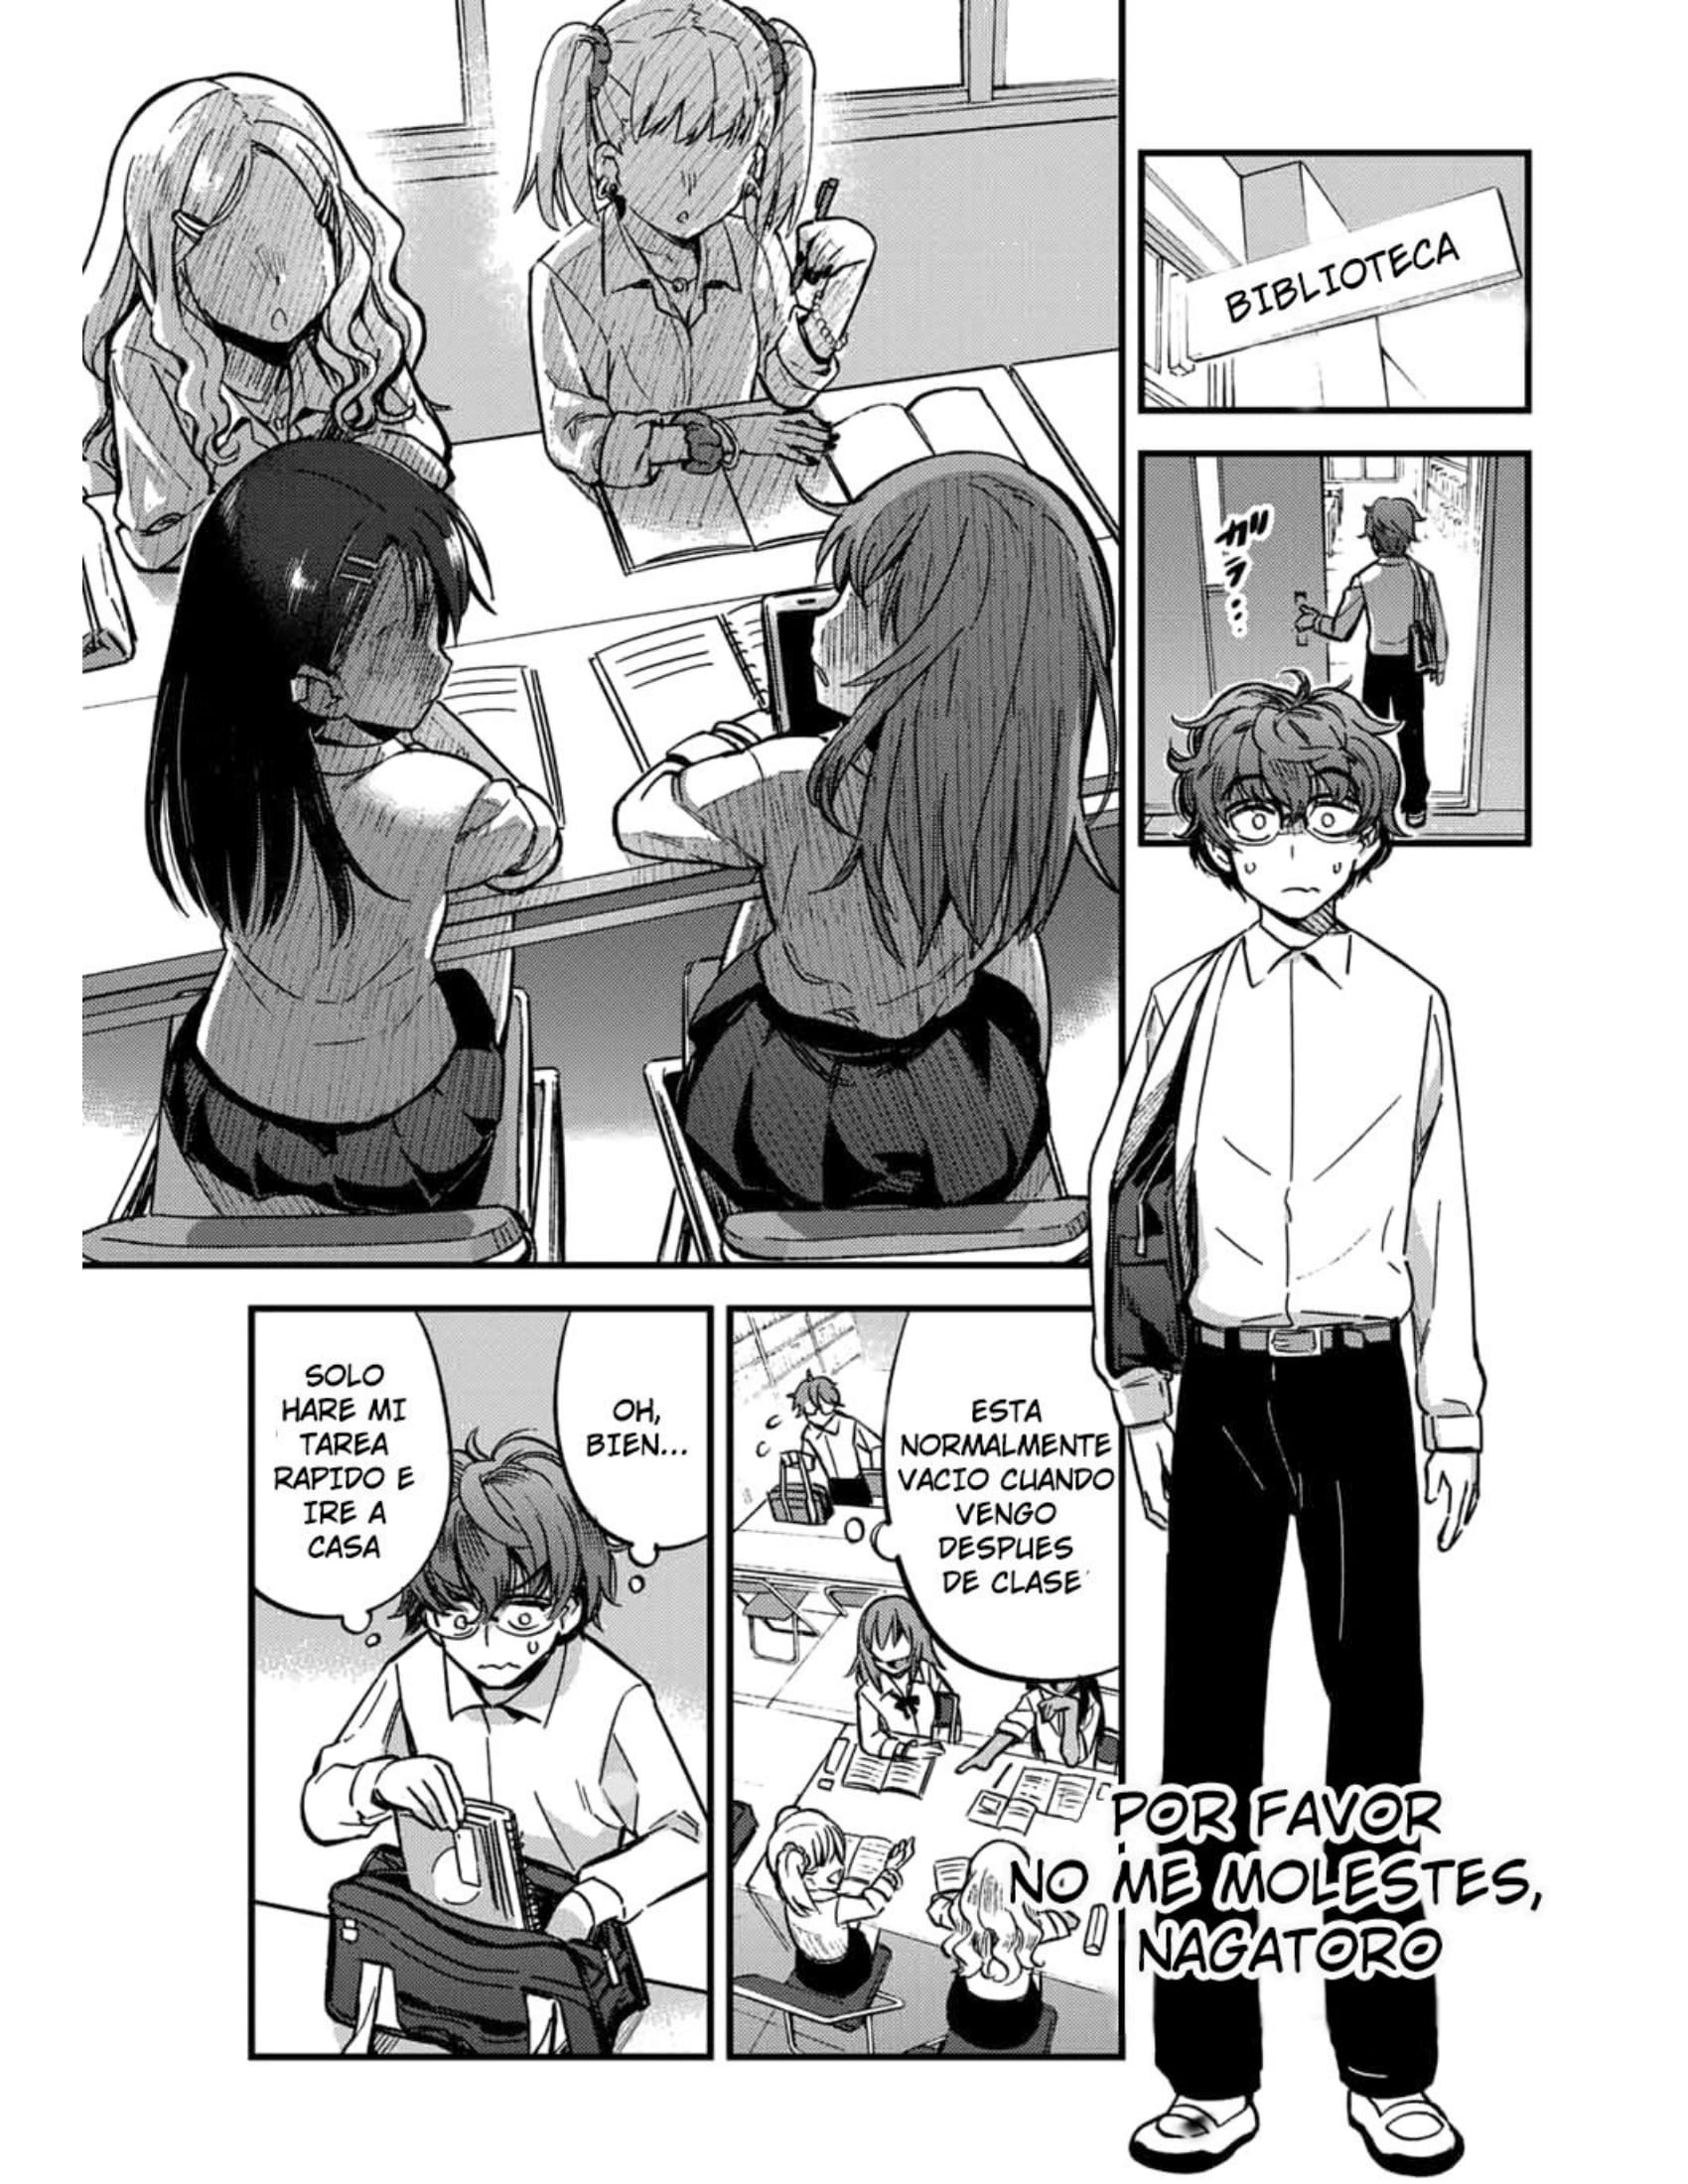 BIBLIOTECA
ガラ…
ESTA
NORMALMENTE
VACIO CUANDO
VENGO
DESPUES
DE CLASE
OH,
BIEN...
SOLO
HARE MI
TAREA
RAPIDO E
IRE A
CASA
POR FAVOR
NO ME MOLESTES,
NAGATORO